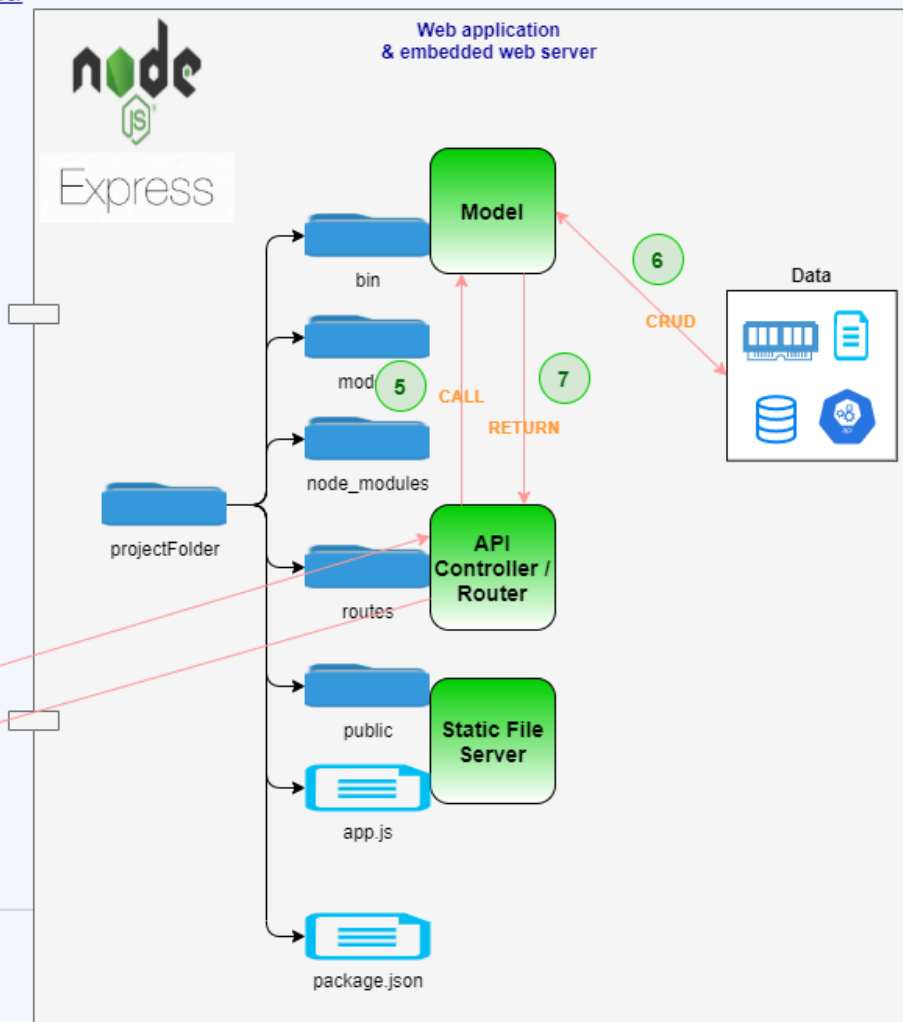 Web application
& embedded web server
node
JS
Express
Model
bin
6
Data
CRUD
5
7
CALL
RETURN
node_modules
projectFolder
API
Controller /
Router
routes
public
Static File
Server
app.js
package.json
api